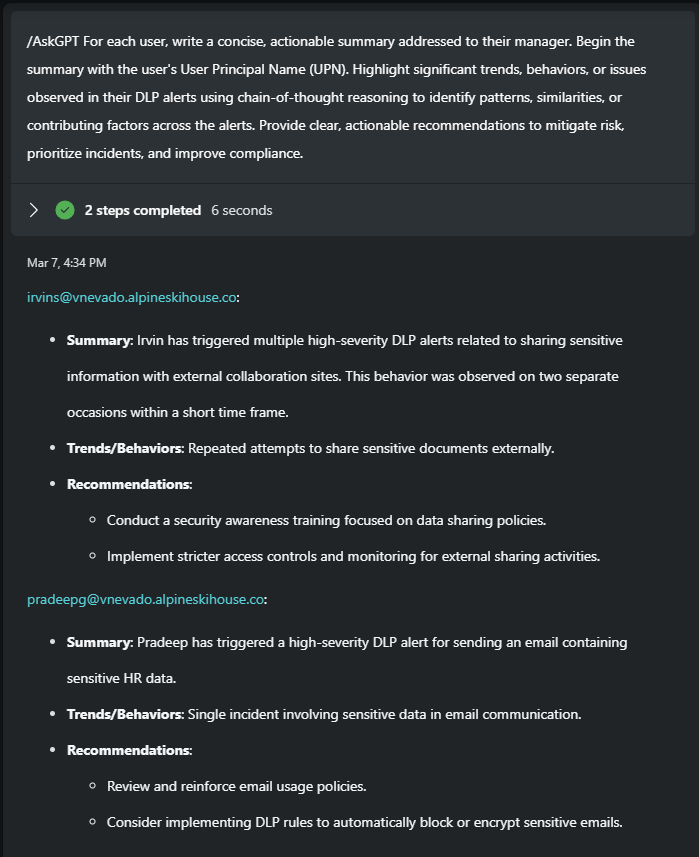 /AskGPT For each user, write a concise, actionable summary addressed to their manager. Begin the
summary with the user's User Principal Name (UPN). Highlight significant trends, behaviors, or issues
observed in their DLP alerts using chain-of-thought reasoning to identify patterns, similarities, or
contributing factors across the alerts. Provide clear, actionable recommendations to mitigate risk,
prioritize incidents, and improve compliance.
2 steps completed 6 seconds
Mar 7, 4:34 PM
irvins@vnevado.alpineskihouse.co:
• Summary: Irvin has triggered multiple high-severity DLP alerts related to sharing sensitive
information with external collaboration sites. This behavior was observed on two separate
occasions within a short time frame.
• Trends/Behaviors: Repeated attempts to share sensitive documents externally.
• Recommendations:
○ Conduct a security awareness training focused on data sharing policies.
○ Implement stricter access controls and monitoring for external sharing activities.
pradeepg@vnevado.alpineskihouse.co:
• Summary: Pradeep has triggered a high-severity DLP alert for sending an email containing
sensitive HR data.
• Trends/Behaviors: Single incident involving sensitive data in email communication.
• Recommendations:
○ Review and reinforce email usage policies.
○ Consider implementing DLP rules to automatically block or encrypt sensitive emails.